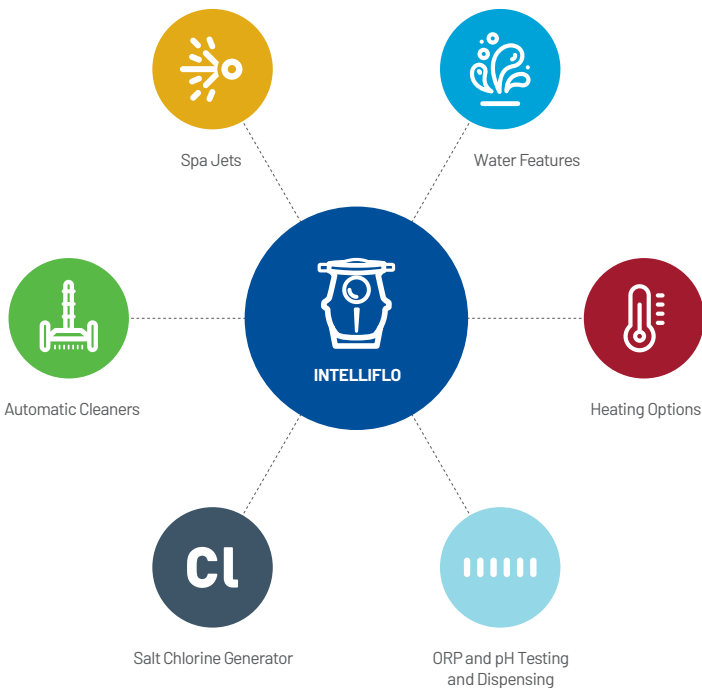 Spa Jets
Water Features
INTELLIFLO
Automatic Cleaners
Heating Options
Cl
Salt Chlorine Generator
ORP and pH Testing
and Dispensing